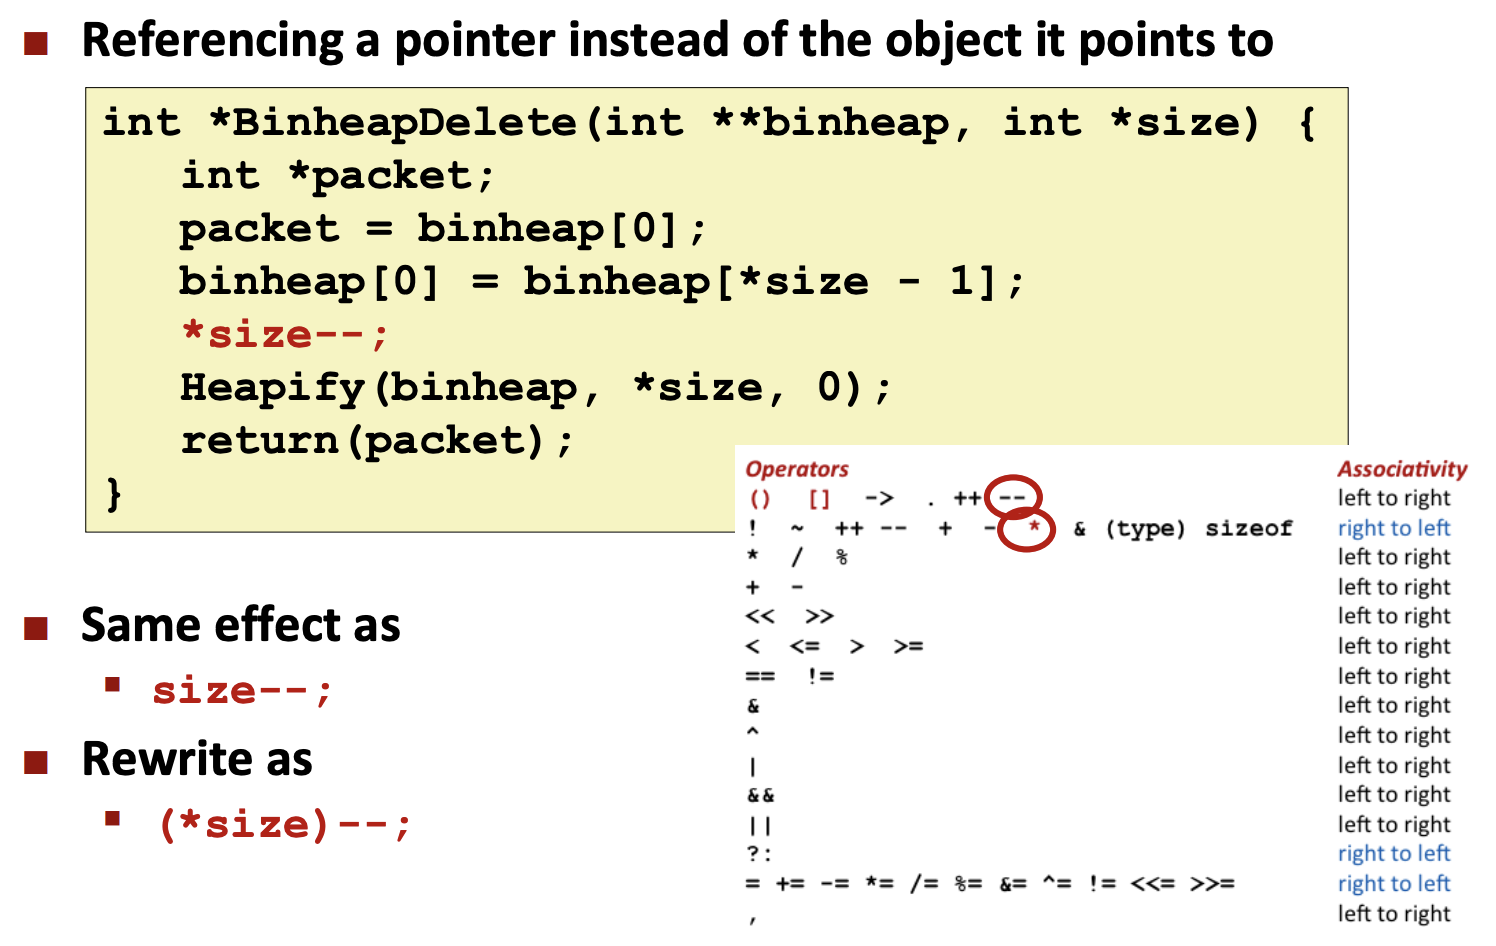 Referencing a pointer instead of the object it points to
int *BinheapDelete(int **binheap, int *size) {
int *packet;
packet = binheap[0];
binheap[0] = binheap[*size - 1];
*size--;
Heapify(binheap, *size, 0);
return(packet);
}
Same effect as
size--;
Rewrite as
(*size)--;
Operators Associativity
() [] -> . ++ -- left to right
! ~ ++ -- + - * & (type) sizeof right to left
* / % left to right
+ - left to right
<< >> left to right
< <= > >= left to right
== != left to right
& left to right
^ left to right
| left to right
&& left to right
|| left to right
?: right to left
= += -= *= /= %= &= ^= != <<= >>= right to left
, left to right